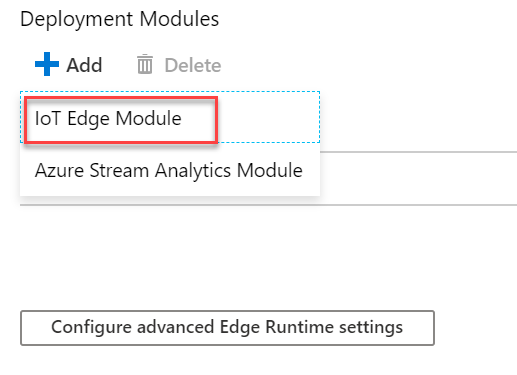 Deployment Modules
Add Delete
IoT Edge Module
Azure Stream Analytics Module
Configure advanced Edge Runtime settings